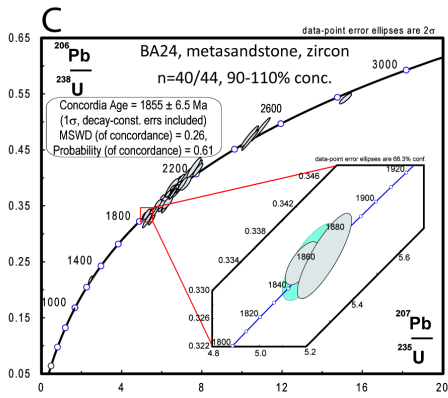 C
data-point error ellipses are 2σ
0.65
0.55
0.45
0.35
0.25
0.15
0.05
206Pb
238U
BA24, metasandstone, zircon
n=40/44, 90-110% conc.
Concordia Age = 1855 ± 6.5 Ma
(1σ, decay-const. errs included)
MSWD (of concordance) = 0.26,
Probability (of concordance) = 0.61
3000
2600
2200
1800
1400
1000
data-point error ellipses are 68.3% conf.
0.346
0.342
0.338
0.334
0.330
0.326
0.322
1920
1900
1880
1860
1840
1820
1800
4.8
5.0
5.2
5.4
5.6
207Pb
235U
0
4
8
12
16
20